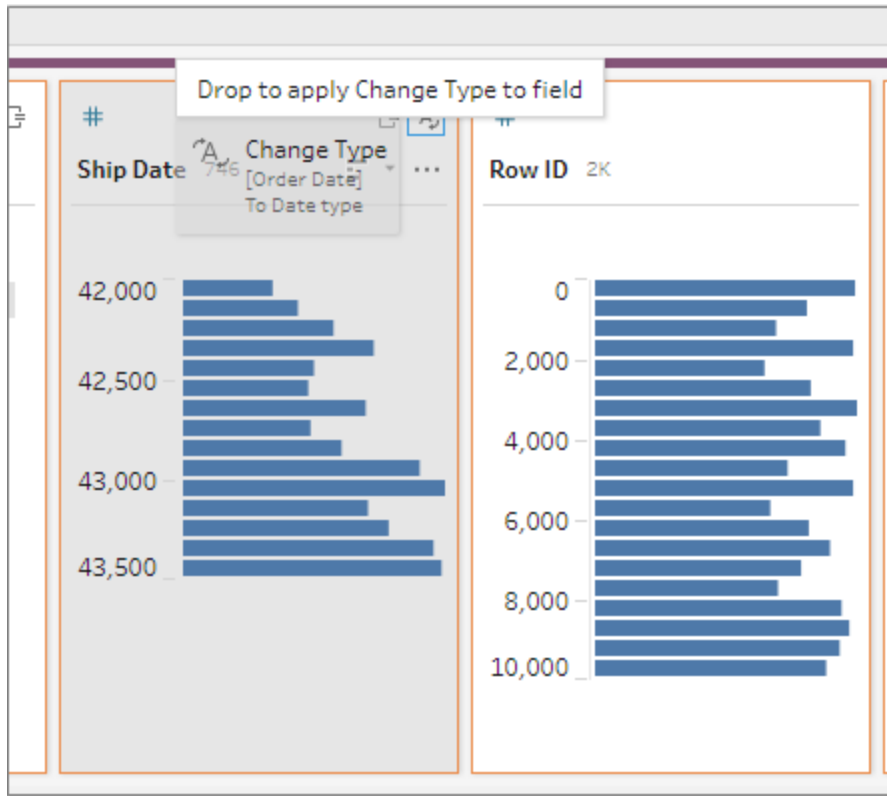 Drop to apply Change Type to field
#
#
Ship Date 746
Change Type
[Order Date]
To Date type
Row ID 2K
42,000
42,500
43,000
43,500
0
2,000
4,000
6,000
8,000
10,000